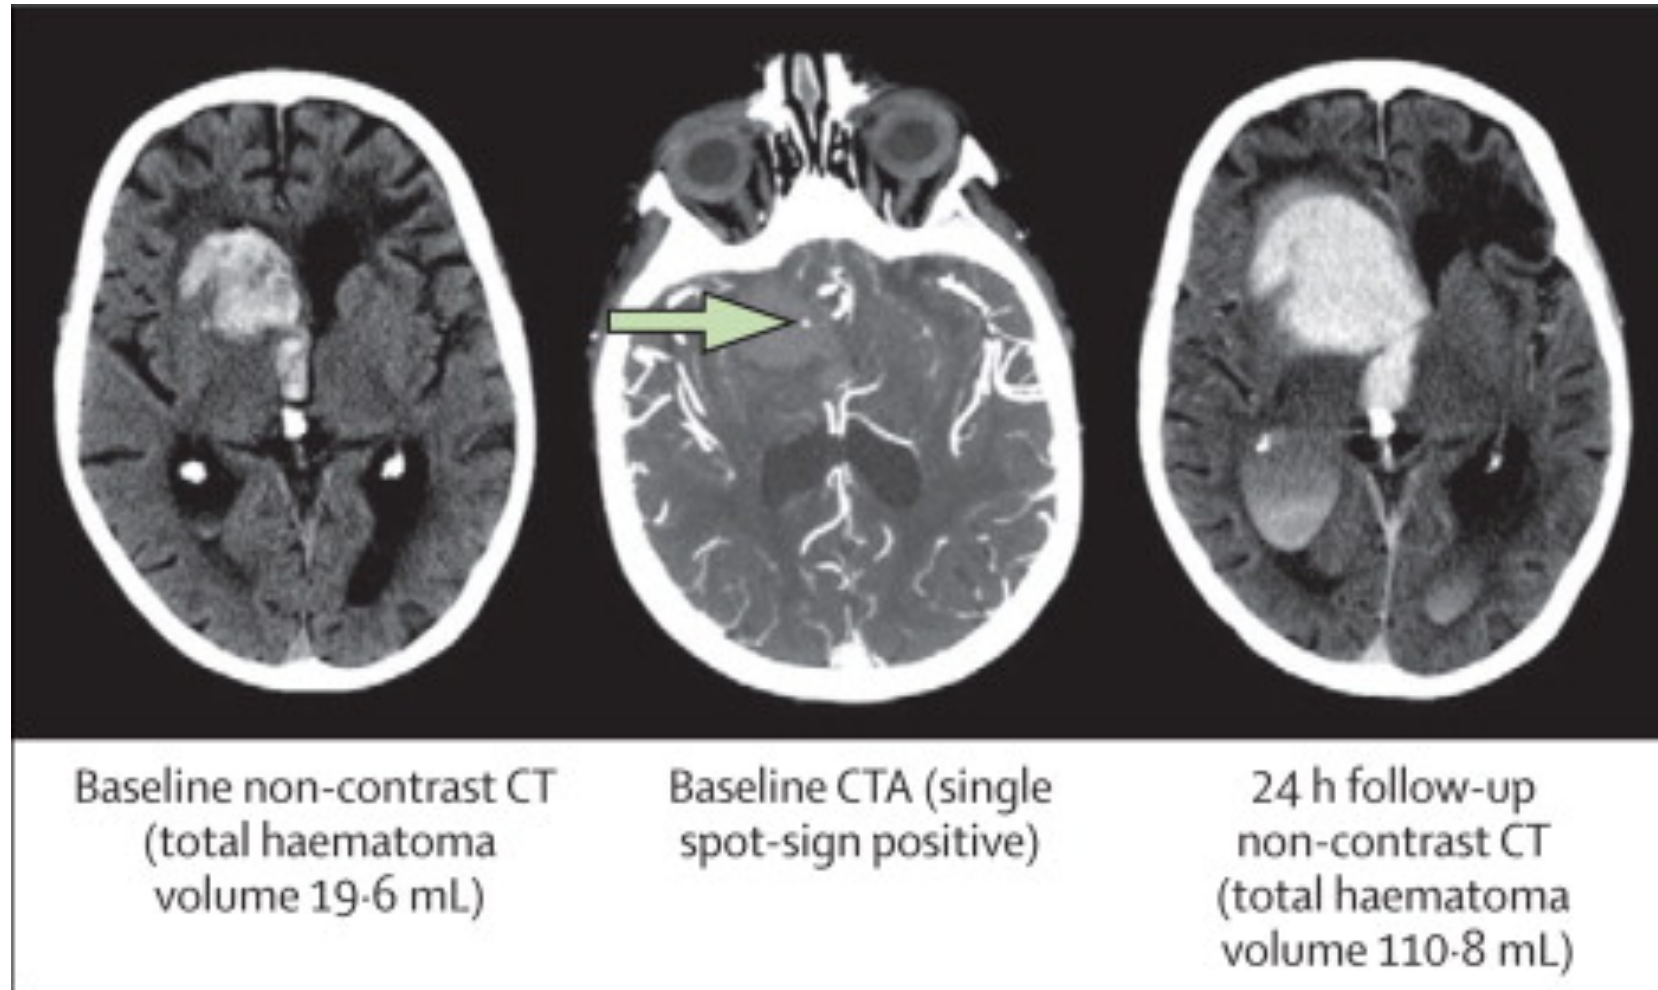 Baseline non-contrast CT
(total haematoma
volume 19·6 mL)
Baseline CTA (single
spot-sign positive)
24 h follow-up
non-contrast CT
(total haematoma
volume 110·8 mL)